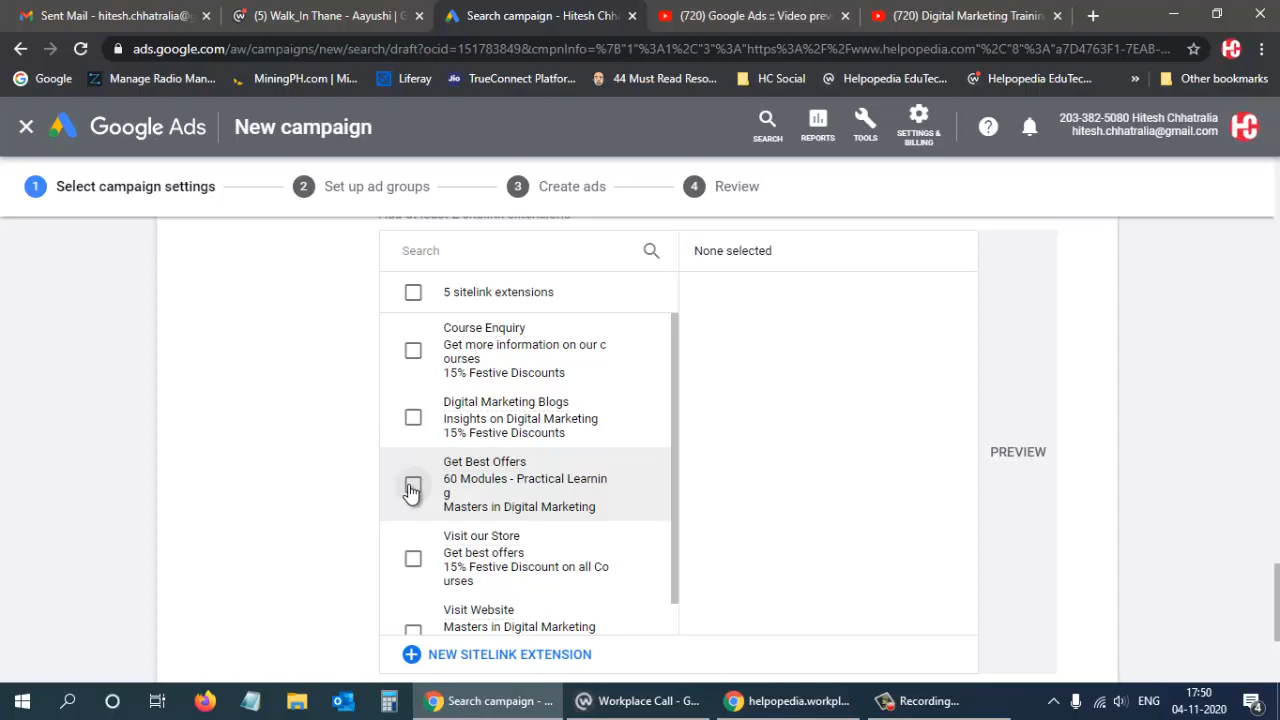 Sent Mail - hitesh.chhatralia@g
(5) Walk_In Thane - Aayushi | G
Search campaign - Hitesh Chh
(720) Google Ads :: Video prev
(720) Digital Marketing Trainin
ads.google.com/aw/campaigns/new/search/draft?ocid=151783849&cmpnInfo=%7B"1"%3A1%2C"3"%3A"https%3A%2F%2Fwww.helpopedia.com"%2C"8"%3A"a7D4763F1-7EAB-...
Google
Manage Radio Man...
MiningPH.com | Mi...
Liferay
Jio TrueConnect Platfor...
44 Must Read Reso...
HC Social
Helpopedia EduTec...
Helpopedia EduTec...
»
Other bookmarks
Google Ads
New campaign
SEARCH
REPORTS
TOOLS
SETTINGS &
BILLING
203-382-5080 Hitesh Chhatralia
hitesh.chhatralia@gmail.com
HC
1 Select campaign settings
2 Set up ad groups
3 Create ads
4 Review
Search
None selected
5 sitelink extensions
Course Enquiry
Get more information on our c
ourses
15% Festive Discounts
Digital Marketing Blogs
Insights on Digital Marketing
15% Festive Discounts
Get Best Offers
60 Modules - Practical Learnin
g
Masters in Digital Marketing
Visit our Store
Get best offers
15% Festive Discount on all Co
urses
Visit Website
Masters in Digital Marketing
NEW SITELINK EXTENSION
PREVIEW
Search campaign - ...
Workplace Call - G...
helpopedia.workpl...
Recording...
ENG
17:50
04-11-2020
4